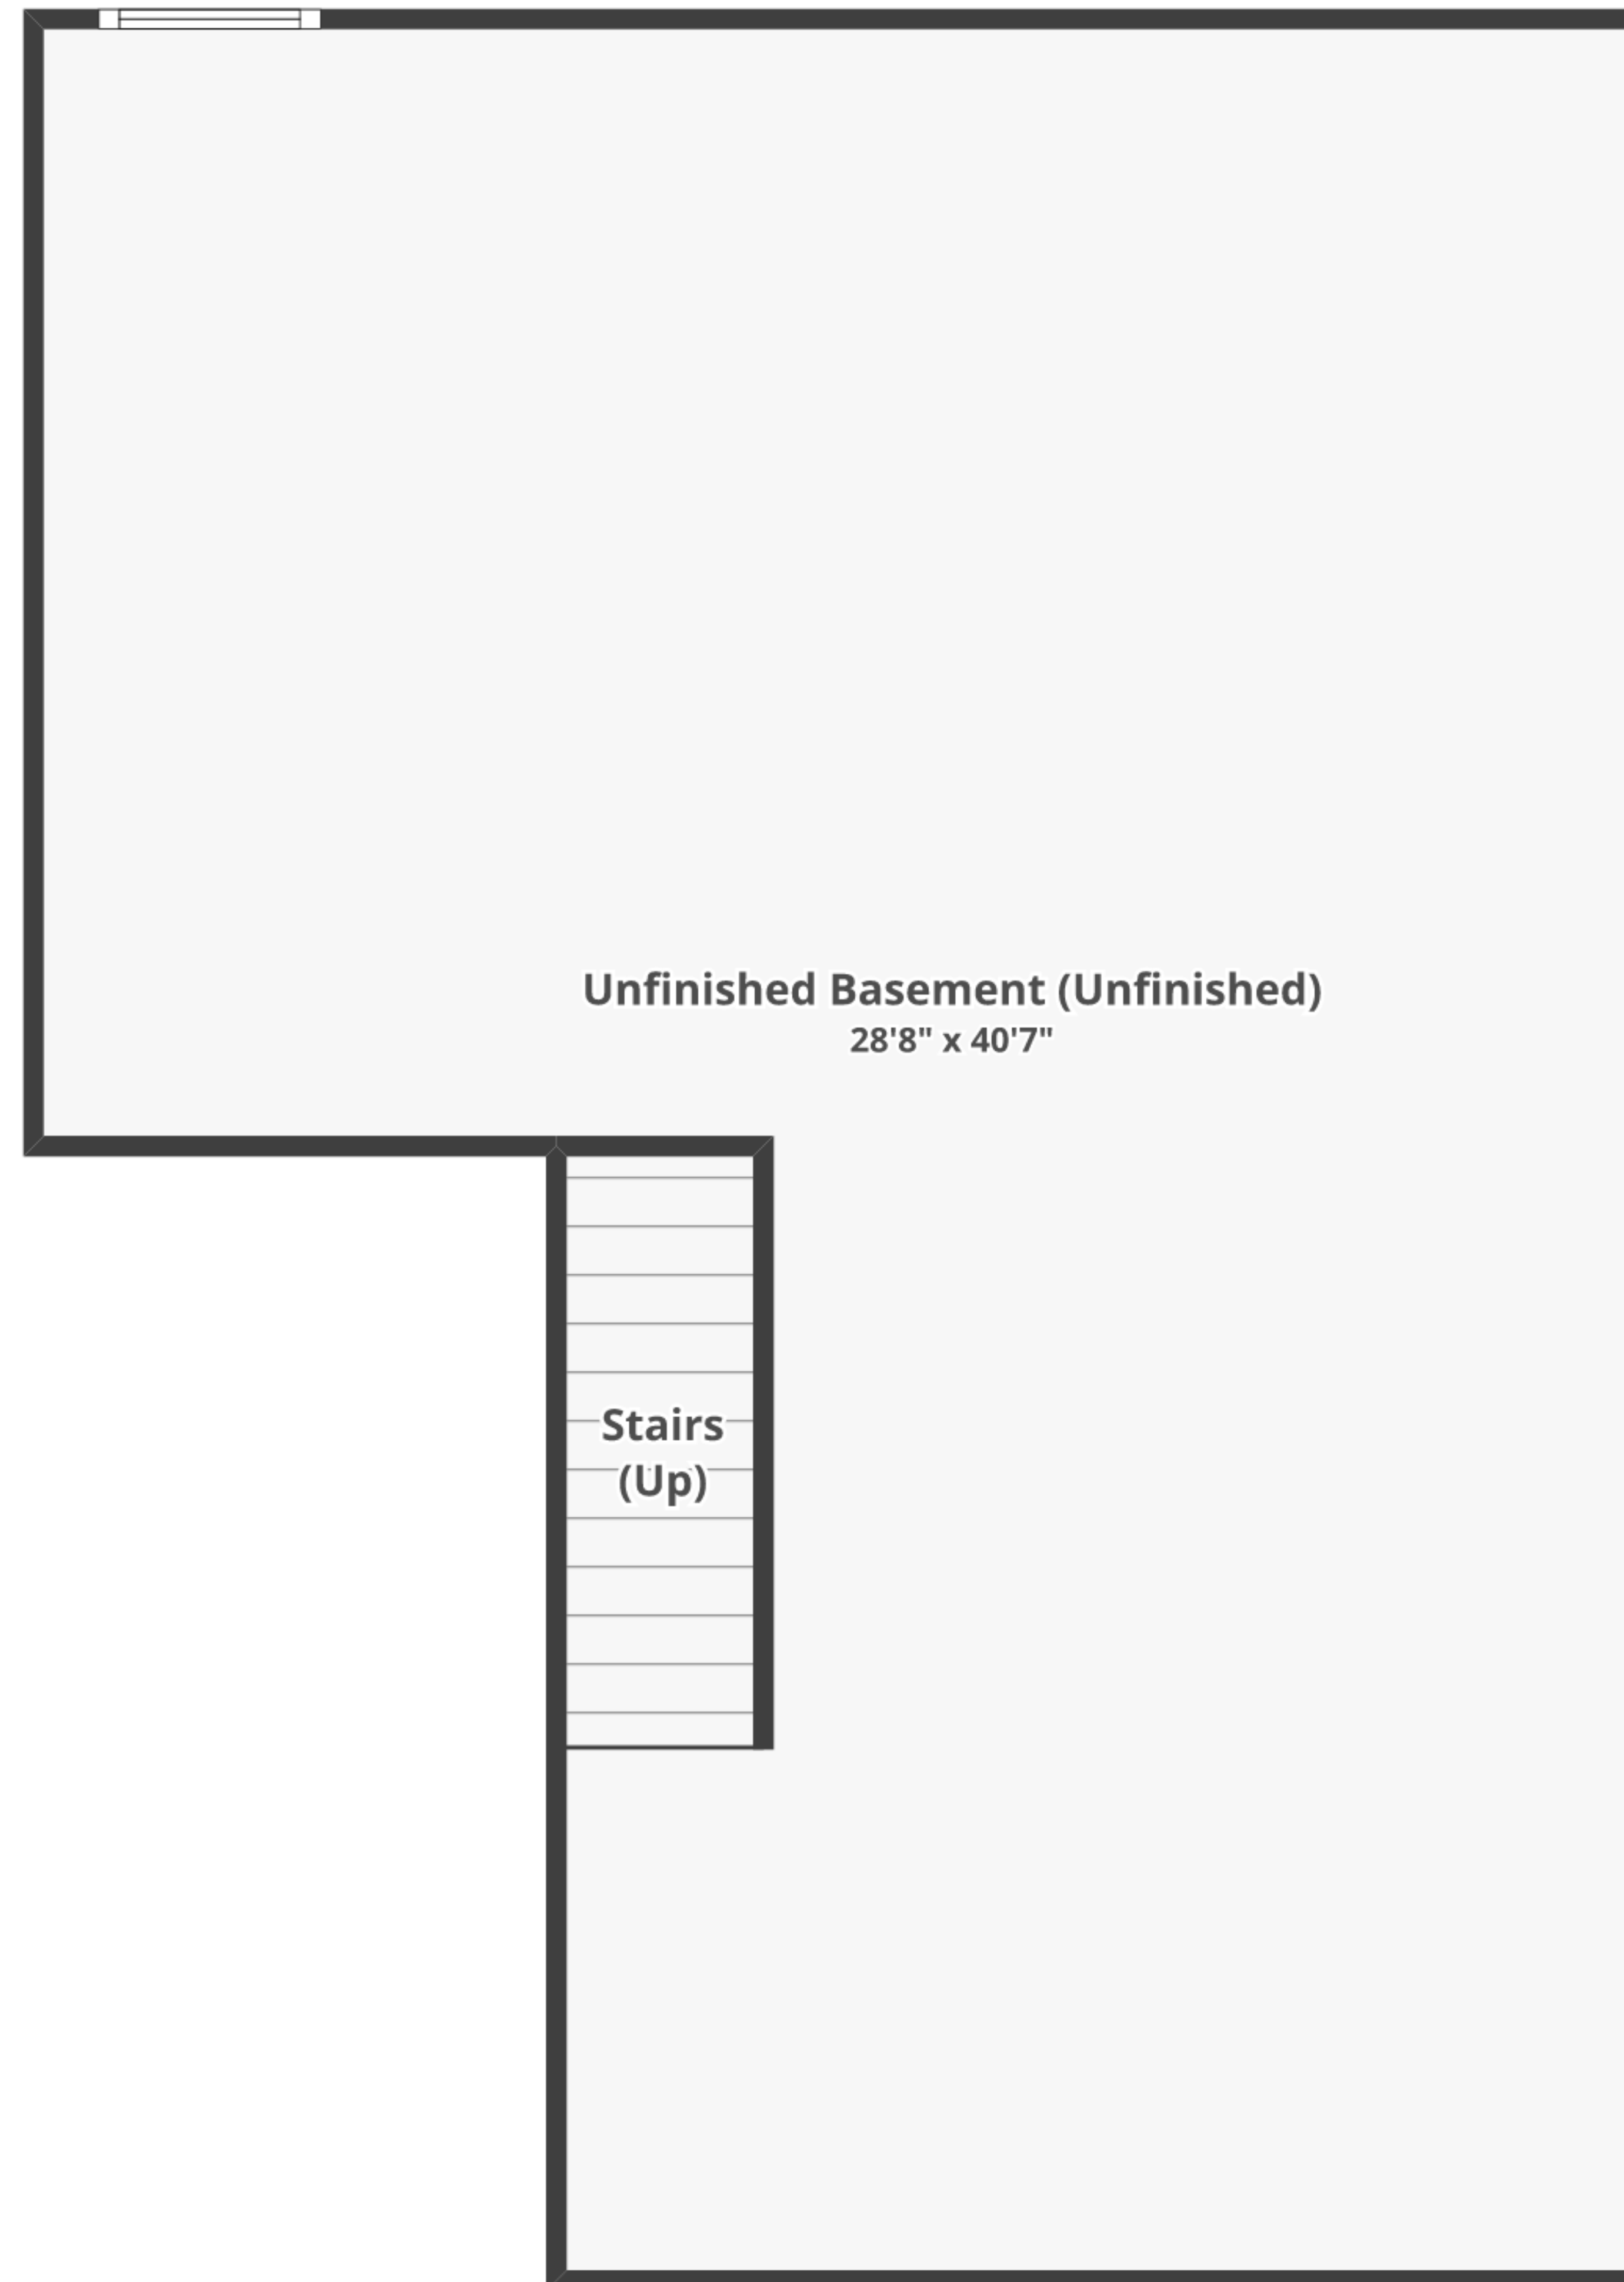 Unfinished Basement (Unfinished)
28'8" x 40'7"
Stairs
(Up)